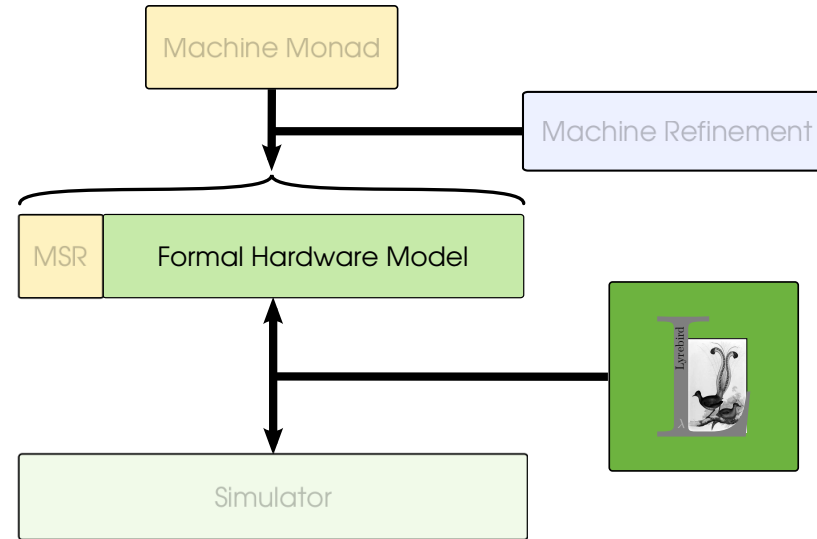 Machine Monad
Machine Refinement
MSR
Formal Hardware Model
Lyrebird
L
λ
Simulator